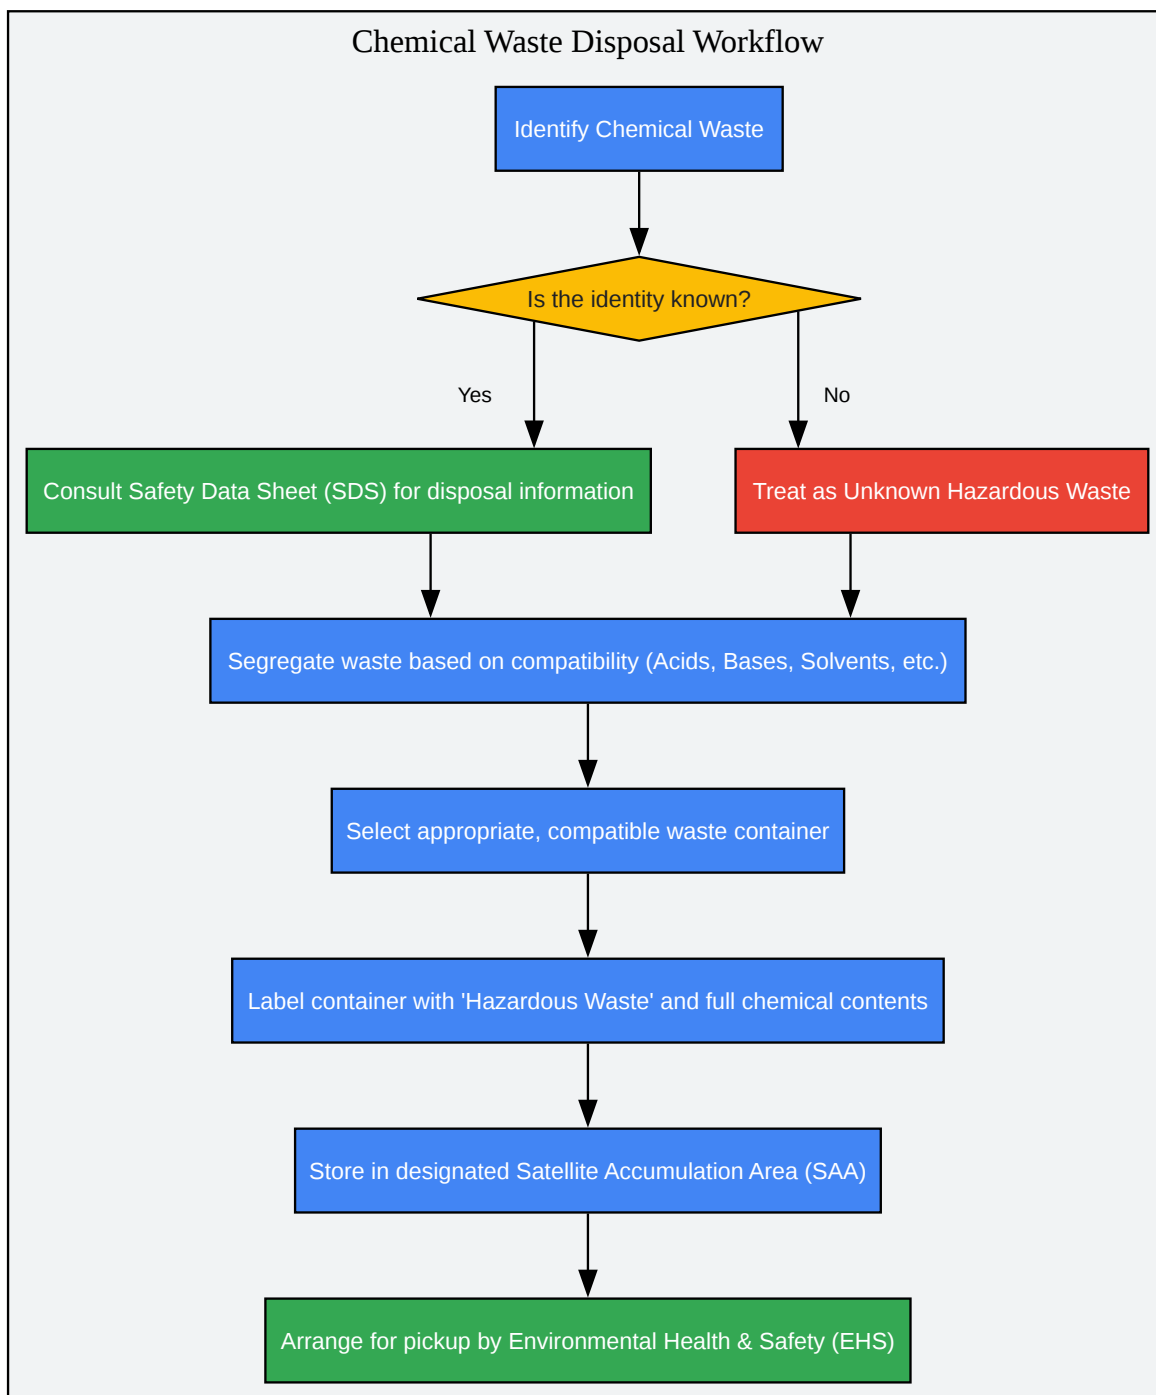 Chemical Waste Disposal Workflow
Identify Chemical Waste
Is the identity known?
Yes
No
Consult Safety Data Sheet (SDS) for disposal information
Treat as Unknown Hazardous Waste
Segregate waste based on compatibility (Acids, Bases, Solvents, etc.)
Select appropriate, compatible waste container
Label container with 'Hazardous Waste' and full chemical contents
Store in designated Satellite Accumulation Area (SAA)
Arrange for pickup by Environmental Health & Safety (EHS)